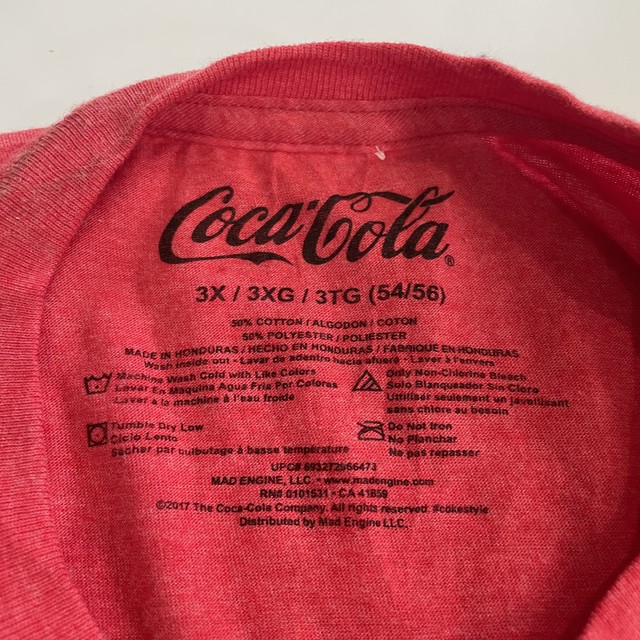 Coca-Cola®
3X / 3XG / 3TG (54/56)
50% COTTON / ALGODON / COTON
50% POLYESTER / POLIESTER
MADE IN HONDURAS / HECHO EN HONDURAS / FABRIQUE EN HONDURAS
Wash inside out • Lavar de adentro hacia afuera • Laver à l'envers
Machine Wash Cold with Like Colors
Lavar En Maquina Agua Fria Por Colores
Laver à la machine à l'eau froide
Only Non-Chlorine Bleach
Solo Blanqueador Sin Cloro
Utiliser seulement un javellisant
sans chlore au besoin
Tumble Dry Low
Ciclo Lento
Sécher par culbutage à basse température
Do Not Iron
No Planchar
Ne pas repasser
UPC# 693272966473
MAD ENGINE, LLC. • www.madengine.com
RN# 0101531 • CA 41859
©2017 The Coca-Cola Company. All rights reserved. #cokestyle
Distributed by Mad Engine LLC.